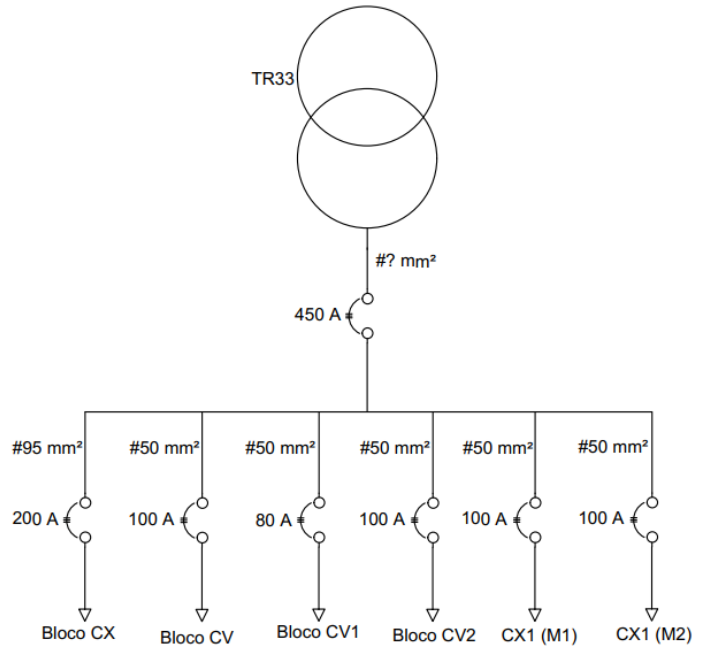 TR33
#? mm²
450 A
#95 mm² #50 mm² #50 mm² #50 mm² #50 mm² #50 mm²
200 A 100 A 80 A 100 A 100 A 100 A
Bloco CX Bloco CV Bloco CV1 Bloco CV2 CX1 (M1) CX1 (M2)